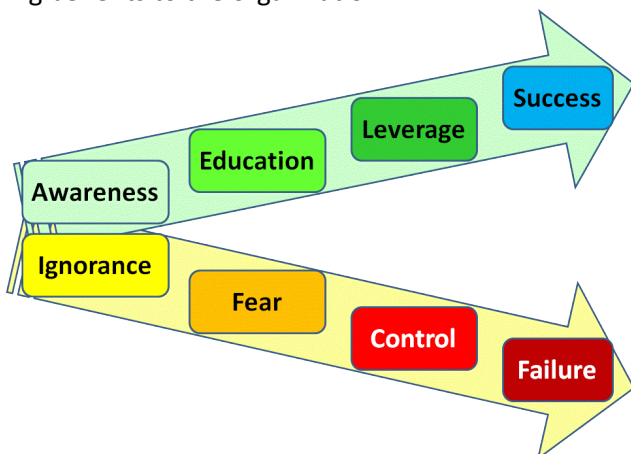 Awareness
Education
Leverage
Success
Ignorance
Fear
Control
Failure